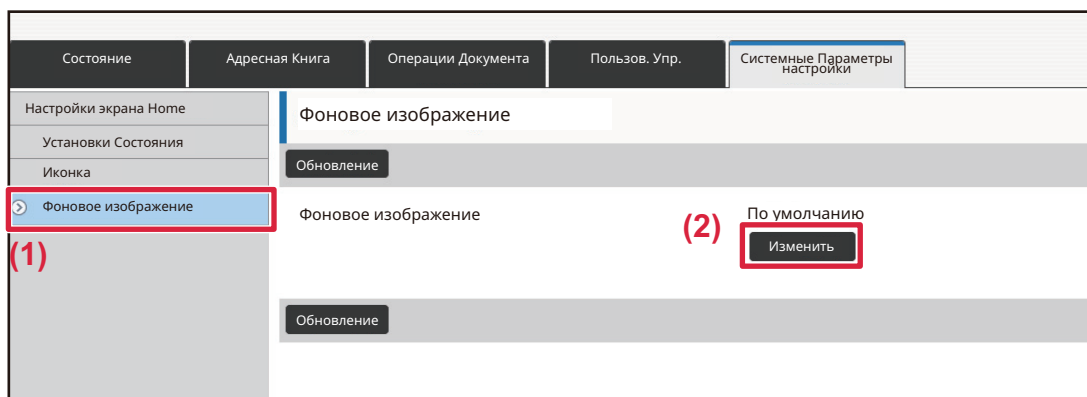 Состояние
Адресная Книга
Операции Документа
Пользов. Упр.
Системные Параметры
настройки
Настройки экрана Home
Установки Состояния
Иконка
Фоновое изображение
(1)
Фоновое изображение
Обновление
Фоновое изображение
По умолчанию
(2)
Изменить
Обновление